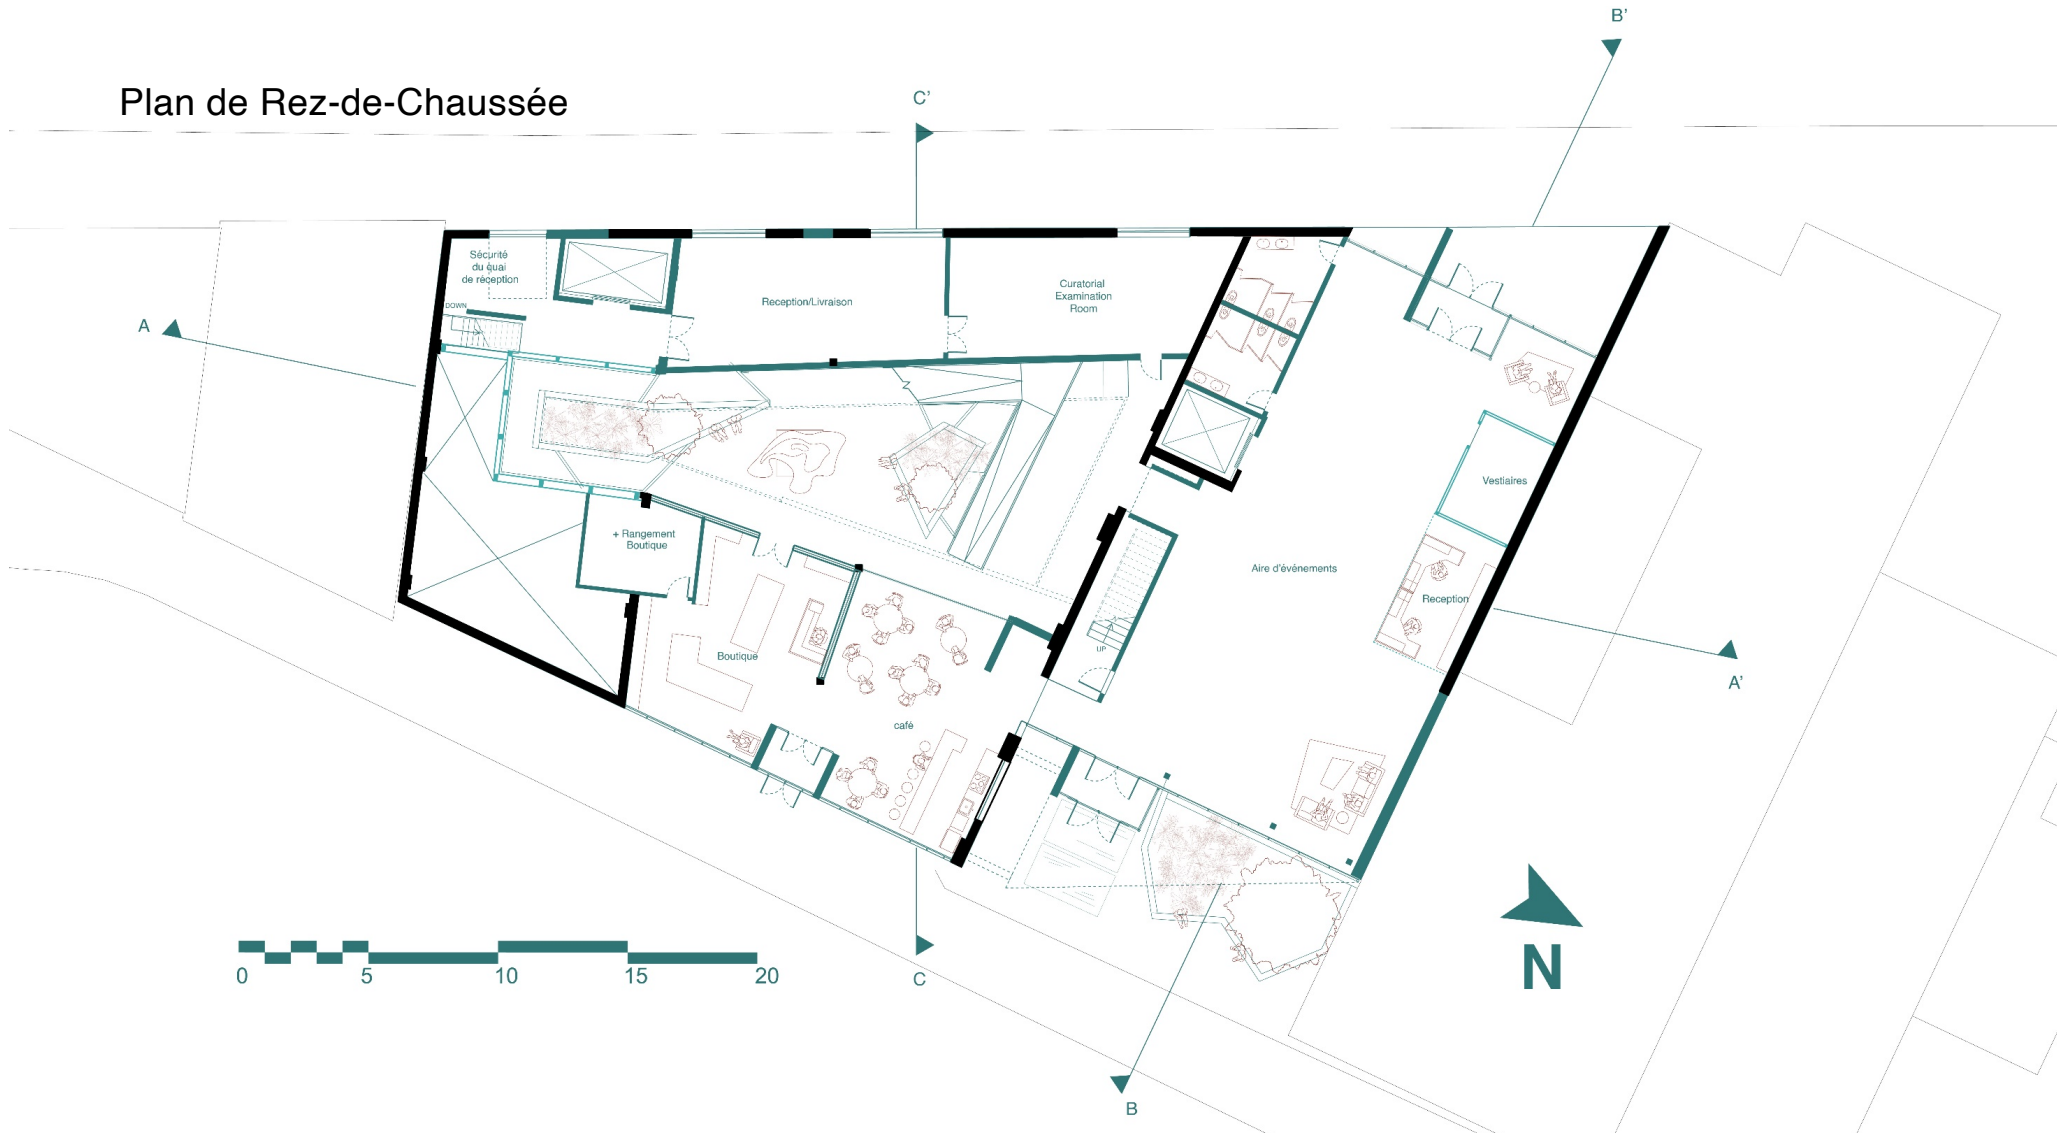 B'
Plan de Rez-de-Chaussée
C'
Sécurité
du quai
de réception
DOWN
Reception/Livraison
Curatorial
Examination
Room
A
Vestiaires
+ Rangement
Boutique
Aire d'événements
Reception
Boutique
UP
A'
café
0 5 10 15 20
C
N
B